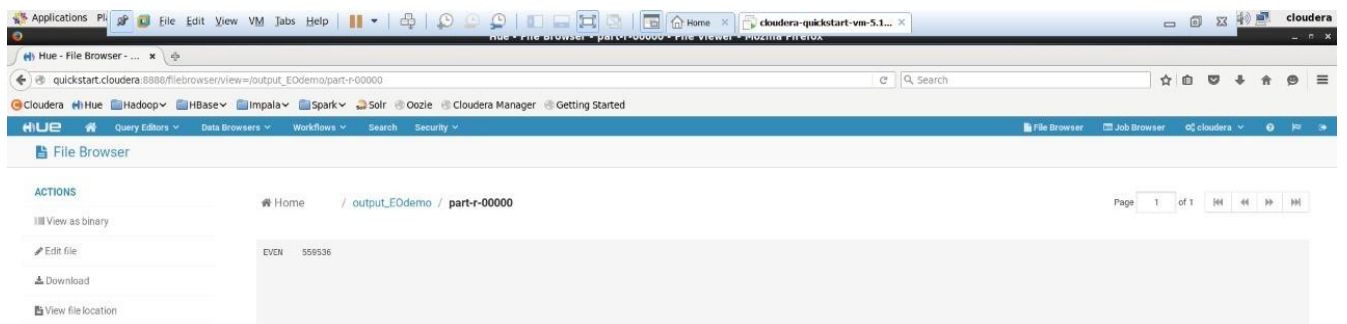 Applications Pl File Edit View VM Tabs Help Home × cloudera-quickstart-vm-5.1... × cloudera
Hue - File Browser - part-r-00000 - File Viewer - Mozilla Firefox
Hue - File Browser - ... ×
quickstart.cloudera:8888/filebrowser/view=/output_EOdemo/part-r-00000 Search
Cloudera Hue Hadoop HBase Impala Spark Solr Oozie Cloudera Manager Getting Started
HUE Query Editors Data Browsers Workflows Search Security File Browser Job Browser cloudera
File Browser
ACTIONS
Home / output_EOdemo / part-r-00000 Page 1 of 1
View as binary
Edit file
EVEN 559536
Download
View file location